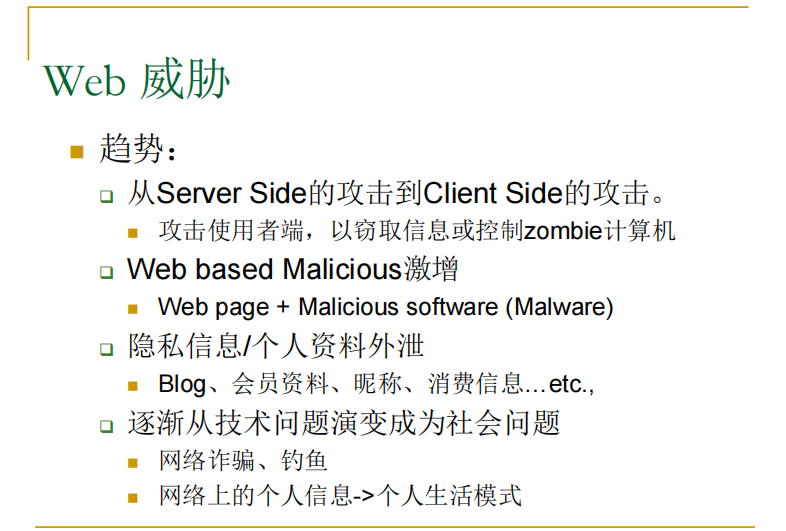 Web 威胁
趋势：
从Server Side的攻击到Client Side的攻击。
攻击使用者端，以窃取信息或控制zombie计算机
Web based Malicious激增
Web page + Malicious software (Malware)
隐私信息/个人资料外泄
Blog、会员资料、昵称、消费信息…etc.,
逐渐从技术问题演变成为社会问题
网络诈骗、钓鱼
网络上的个人信息->个人生活模式